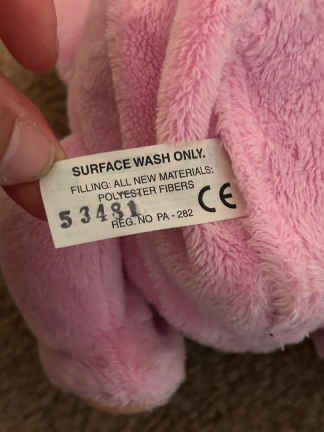 SURFACE WASH ONLY.
FILLING: ALL NEW MATERIALS:
POLYESTER FIBERS
CE
53481
REG. NO PA - 282